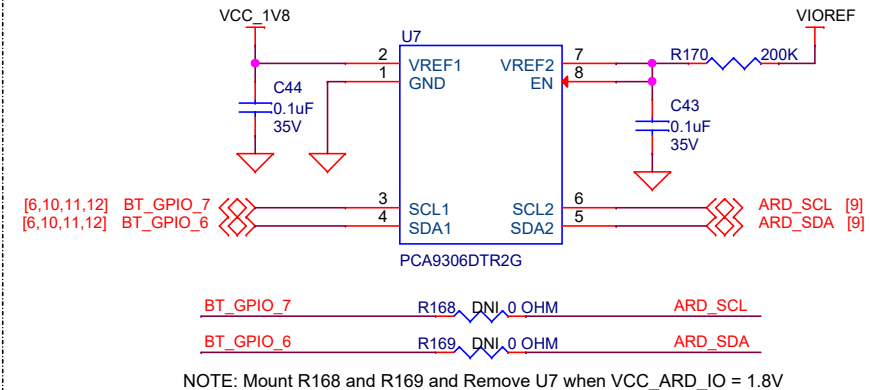 VCC_1V8
VIOREF
U7
R170 200K
2 VREF1 VREF2 7
1 GND EN 8
C44
0.1uF
35V
C43
0.1uF
35V
[6,10,11,12] BT_GPIO_7 3 SCL1 SCL2 6 ARD_SCL [9]
[6,10,11,12] BT_GPIO_6 4 SDA1 SDA2 5 ARD_SDA [9]
PCA9306DTR2G
BT_GPIO_7 R168 DNI 0 OHM ARD_SCL
BT_GPIO_6 R169 DNI 0 OHM ARD_SDA
NOTE: Mount R168 and R169 and Remove U7 when VCC_ARD_IO = 1.8V